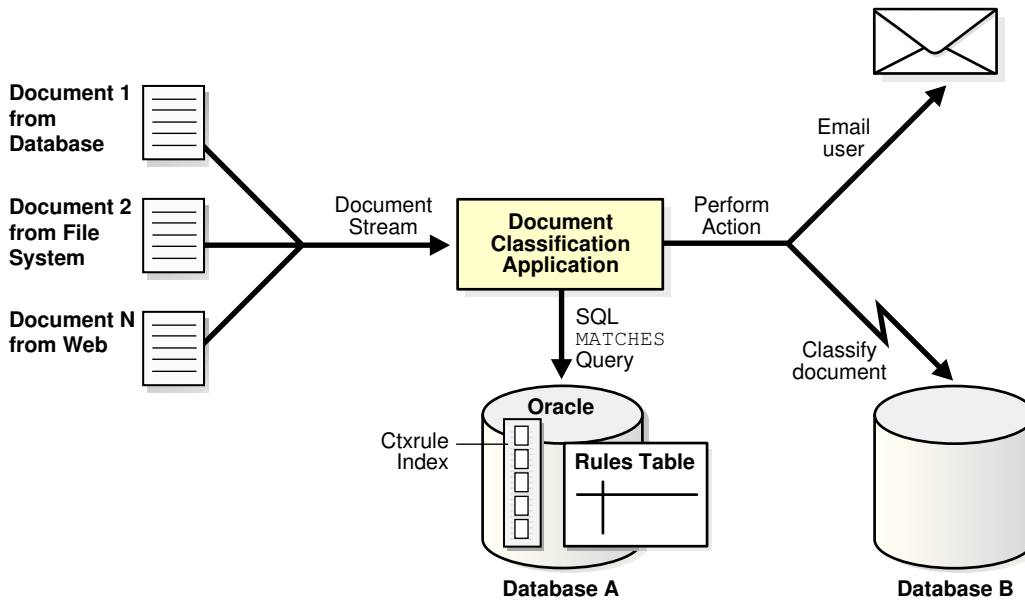 Document 1
from
Database
Document 2
from File
System
Document N
from Web
Document
Stream
Document
Classification
Application
Perform
Action
Email
user
Classify
document
SQL
MATCHES
Query
Oracle
Ctxrule
Index
Rules Table
Database A
Database B